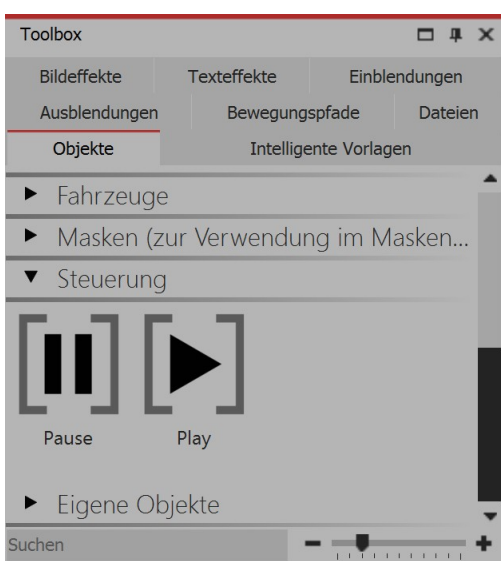 Toolbox
Bildeffekte Texteffekte Einblendungen
Ausblendungen Bewegungspfade Dateien
Objekte Intelligente Vorlagen
Fahrzeuge
Masken (zur Verwendung im Masken...
Steuerung
Pause Play
Eigene Objekte
Suchen